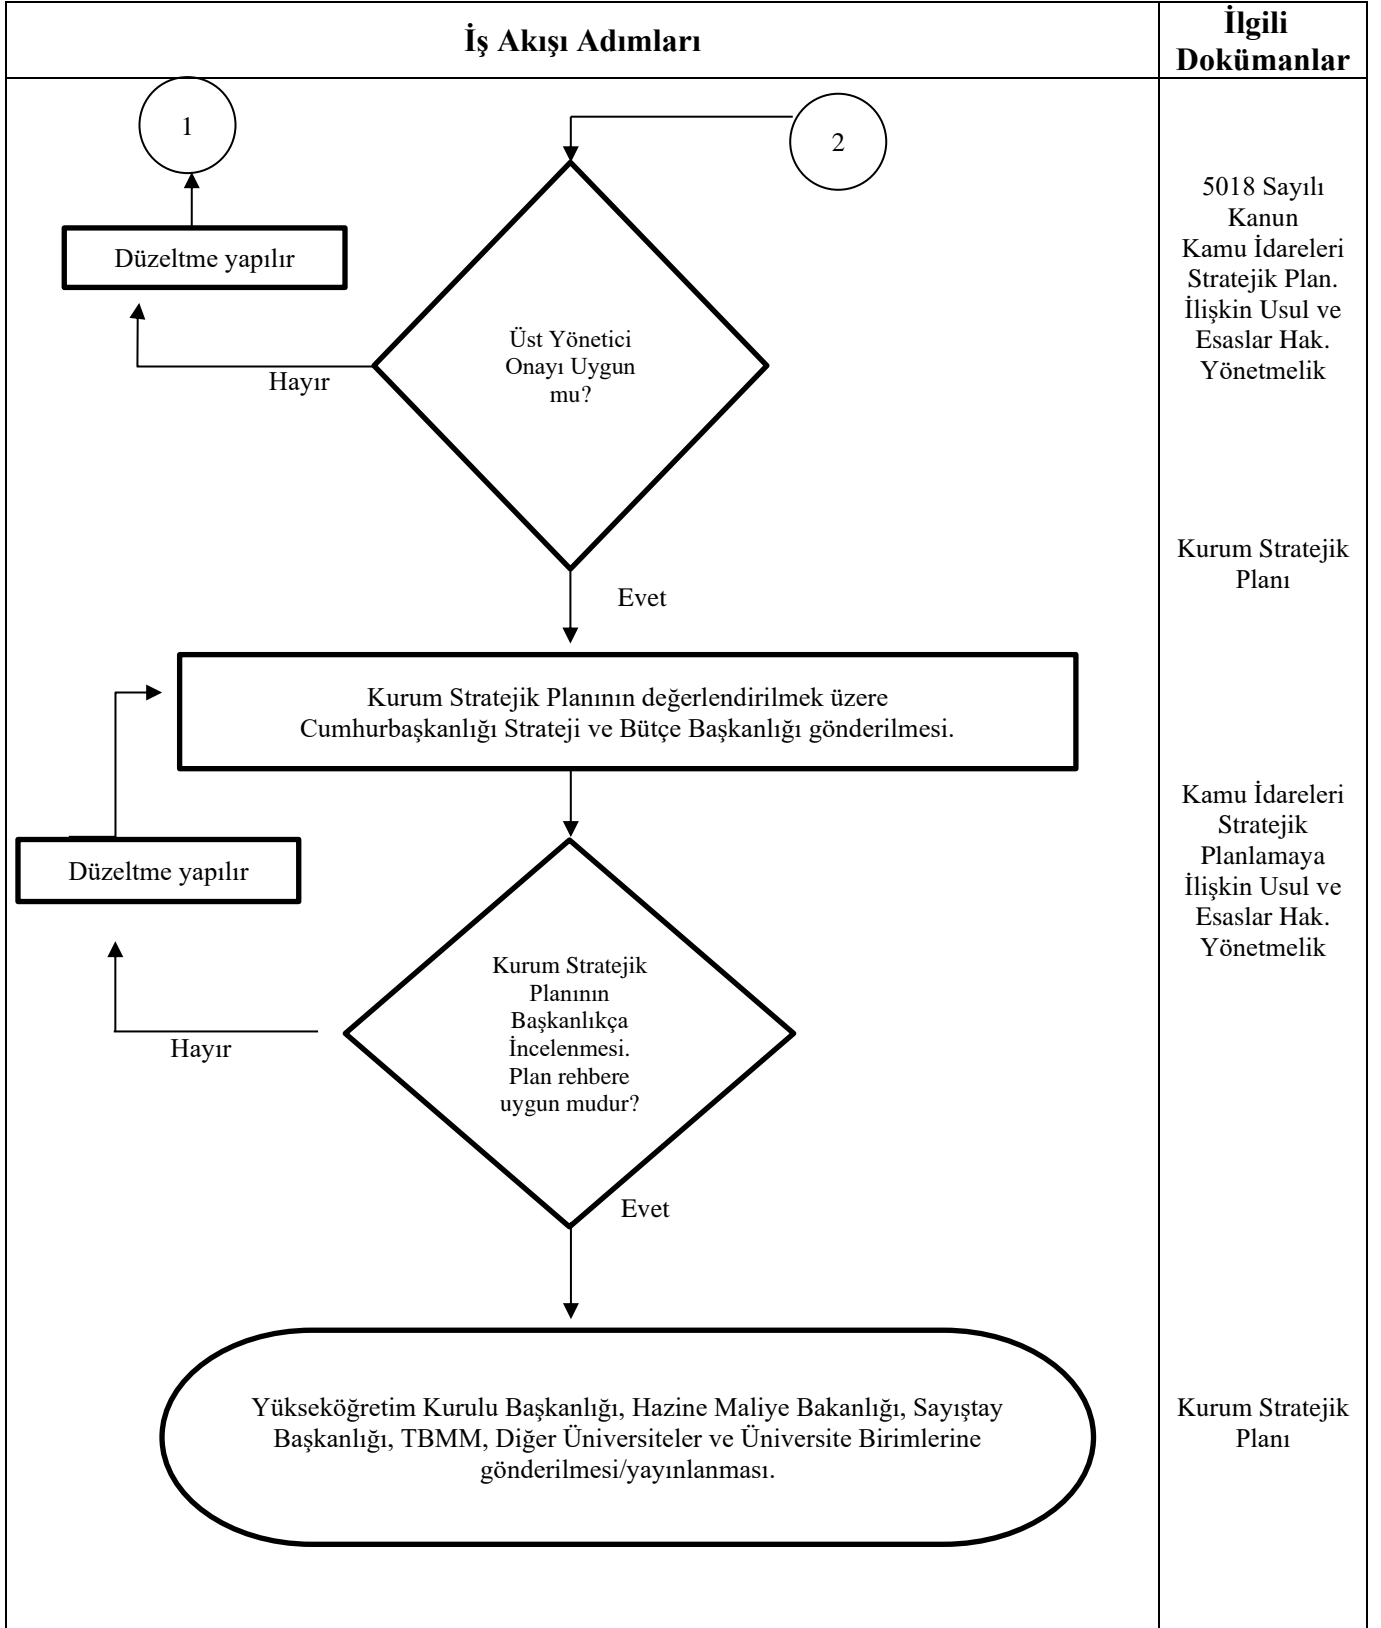 İş Akışı Adımları
İlgili
Dokümanlar
1
2
Düzeltme yapılır
Üst Yönetici
Onayı Uygun
mu?
Hayır
Evet
5018 Sayılı
Kanun
Kamu İdareleri
Stratejik Plan.
İlişkin Usul ve
Esaslar Hak.
Yönetmelik
Kurum Stratejik
Planı
Kurum Stratejik Planının değerlendirilmek üzere
Cumhurbaşkanlığı Strateji ve Bütçe Başkanlığı gönderilmesi.
Düzeltme yapılır
Kurum Stratejik
Planının
Başkanlıkça
İncelenmesi.
Plan rehbere
uygun mudur?
Hayır
Evet
Kamu İdareleri
Stratejik
Planlamaya
İlişkin Usul ve
Esaslar Hak.
Yönetmelik
Yükseköğretim Kurulu Başkanlığı, Hazine Maliye Bakanlığı, Sayıştay
Başkanlığı, TBMM, Diğer Üniversiteler ve Üniversite Birimlerine
gönderilmesi/yayınlanması.
Kurum Stratejik
Planı